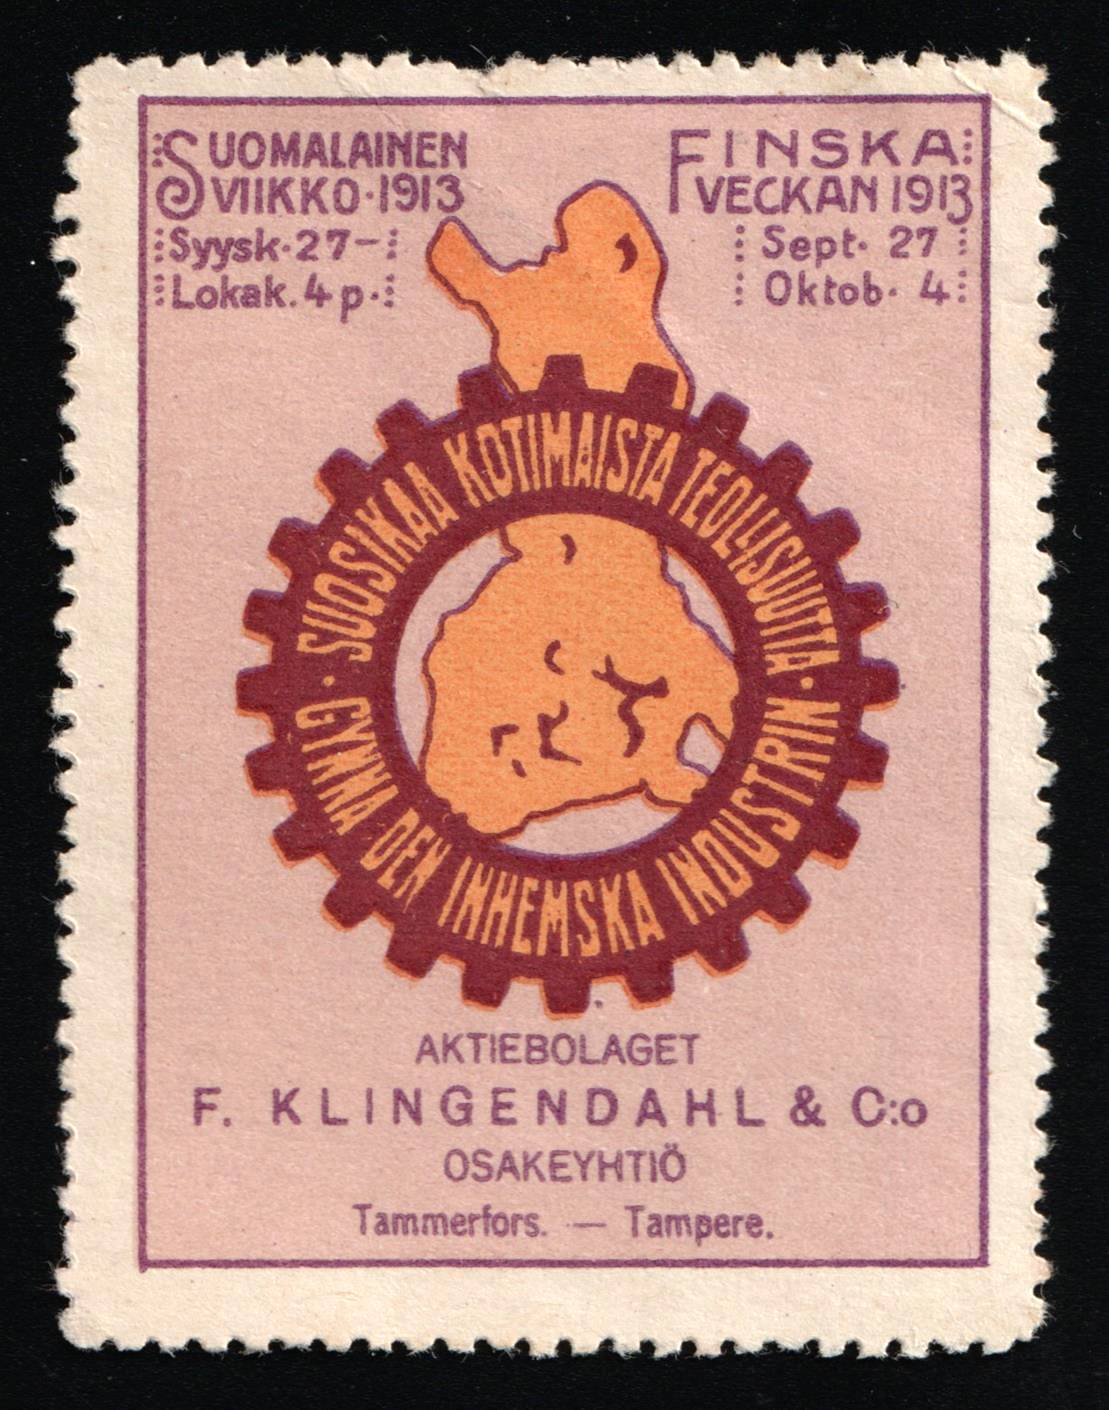 SUOMALAINEN
VIIKKO·1913
Syysk·27–
Lokak. 4 p.
FINSKA
VECKAN 1913
Sept· 27
Oktob· 4
SUOSIKAA KOTIMAISTA TEOLLISUUTTA·
GYNNA DEN INHEMSKA INDUSTRIN·
AKTIEBOLAGET
F. KLINGENDAHL & C:o
OSAKEYHTIÖ
Tammerfors. — Tampere.